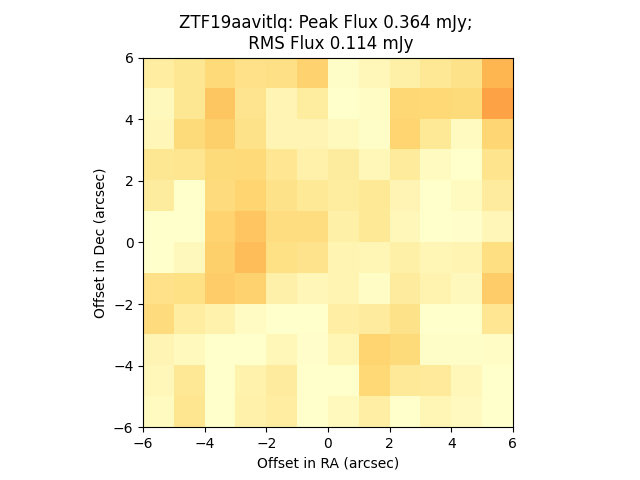 ZTF19aavitlq: Peak Flux 0.364 mJy;
RMS Flux 0.114 mJy
6
4
2
0
−2
−4
−6
Offset in Dec (arcsec)
−6 −4 −2 0 2 4 6
Offset in RA (arcsec)